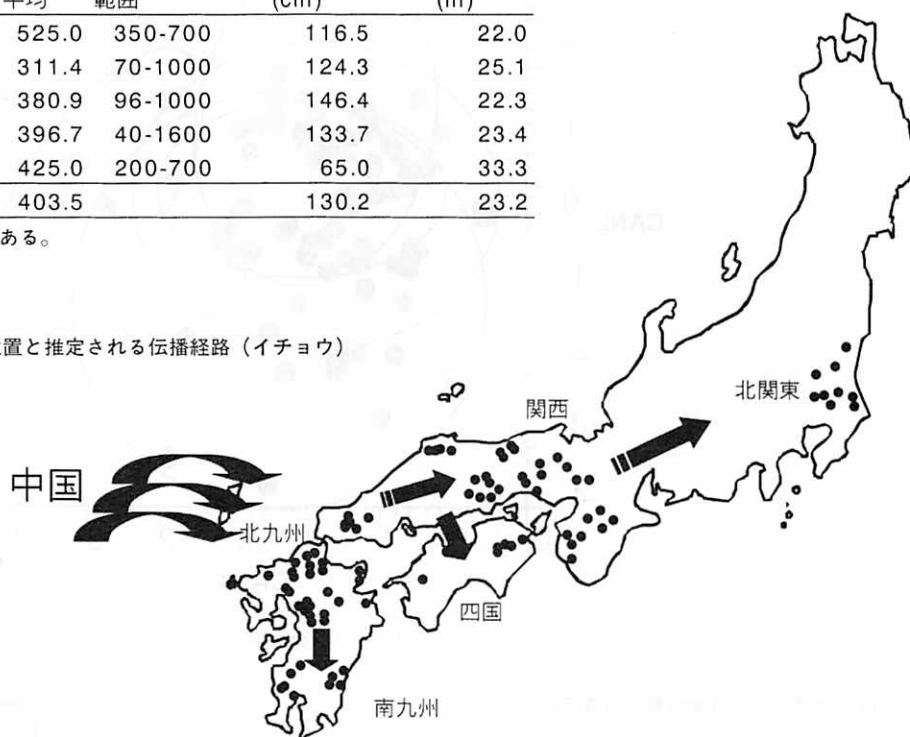 平均 範囲 (cm) (m)
525.0 350-700 116.5 22.0
311.4 70-1000 124.3 25.1
380.9 96-1000 146.4 22.3
396.7 40-1600 133.7 23.4
425.0 200-700 65.0 33.3
403.5 130.2 23.2
ある。
置と推定される伝播経路（イチョウ）
関西
北関東
中国
北九州
四国
南九州